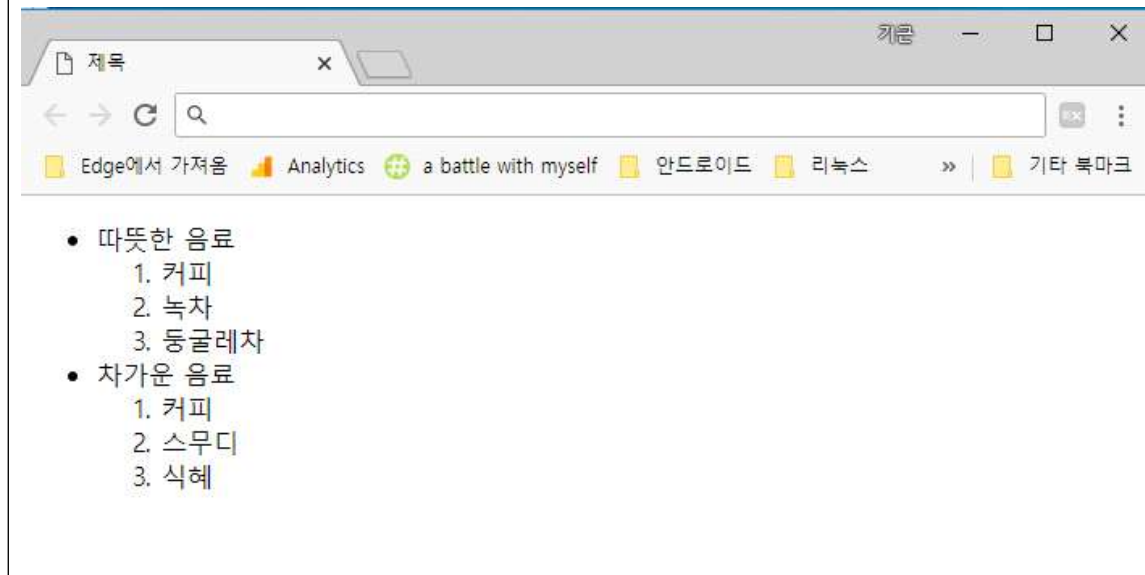 기근
제목
Edge에서 가져옴 Analytics a battle with myself 안드로이드 리눅스 » 기타 북마크
• 따뜻한 음료
1. 커피
2. 녹차
3. 둥굴레차
• 차가운 음료
1. 커피
2. 스무디
3. 식혜